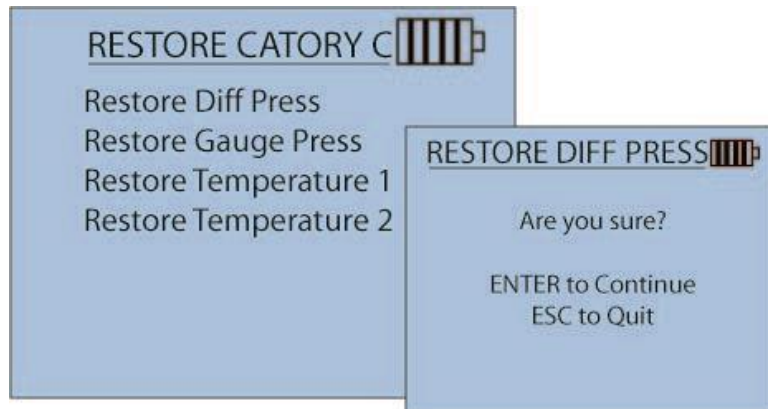 RESTORE CATORY C
Restore Diff Press
Restore Gauge Press
Restore Temperature 1
Restore Temperature 2
RESTORE DIFF PRESS
Are you sure?
ENTER to Continue
ESC to Quit